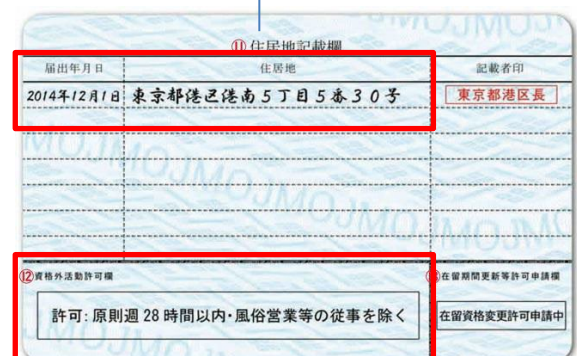 ⑪住居地記載欄
届出年月日 住居地 記載者印
2014年12月1日 東京都港区港南5丁目5番30号 東京都港区長
⑫資格外活動許可欄 在留期間更新等許可申請欄
許可:原則週28時間以内・風俗営業等の従事を除く 在留資格変更許可申請中
MOJMOJMOJMOJMOJ